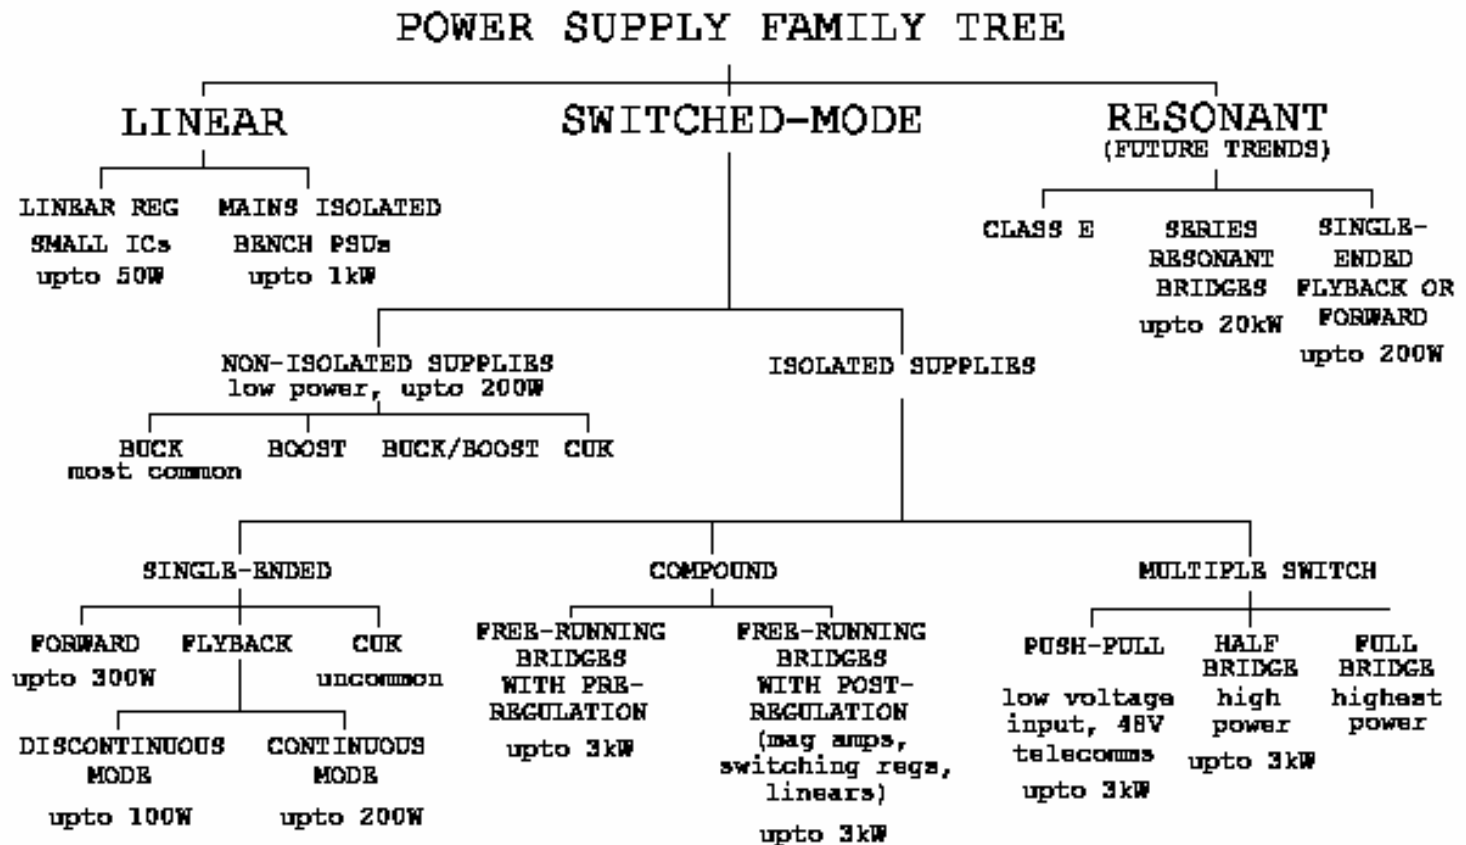 POWER SUPPLY FAMILY TREE
LINEAR
SWITCHED-MODE
RESONANT
(FUTURE TRENDS)
LINEAR REG
SMALL ICs
upto 50W
MAINS ISOLATED
BENCH PSUs
upto 1kW
CLASS E
SERIES
RESONANT
BRIDGES
upto 20kW
SINGLE-
ENDED
FLYBACK OR
FORWARD
upto 200W
NON-ISOLATED SUPPLIES
low power, upto 200W
ISOLATED SUPPLIES
BUCK
most common
BOOST
BUCK/BOOST
CUK
SINGLE-ENDED
COMPOUND
MULTIPLE SWITCH
FORWARD
upto 300W
FLYBACK
CUK
uncommon
DISCONTINUOUS
MODE
upto 100W
CONTINUOUS
MODE
upto 200W
FREE-RUNNING
BRIDGES
WITH PRE-
REGULATION
upto 3kW
FREE-RUNNING
BRIDGES
WITH POST-
REGULATION
(mag amps,
switching regs,
linears)
upto 3kW
PUSH-PULL
low voltage
input, 48V
telecomms
upto 3kW
HALF
BRIDGE
high
power
upto 3kW
FULL
BRIDGE
highest
power